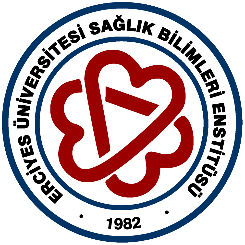 ERCİYES ÜNİVERSİTESİ SAĞLIK BİLİMLERİ ENSTİTÜSÜ
· 1982 ·